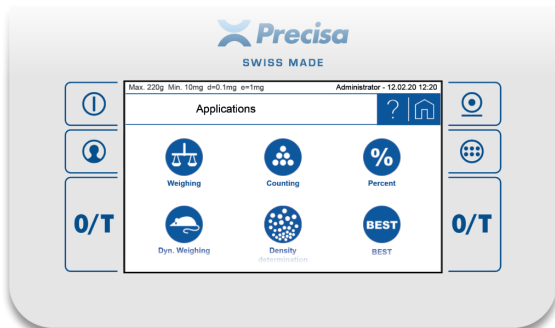 Precisa
SWISS MADE
Max. 220g Min. 10mg d=0.1mg e=1mg
Administrator - 12.02.20 12:20
Applications
?
%
Weighing
Counting
Percent
0/T
0/T
BEST
Dyn. Weighing
Density
determination
BEST